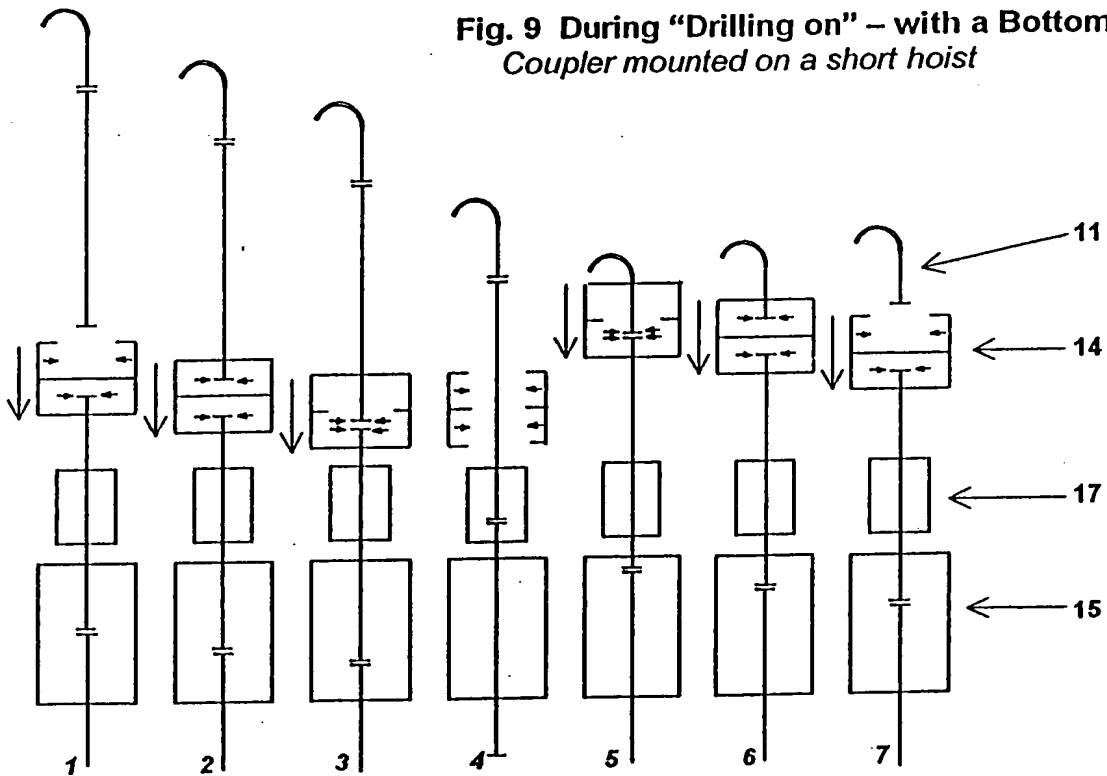 Fig. 9 During "Drilling on" – with a Bottom
Coupler mounted on a short hoist
11
14
17
15
1 2 3 4 5 6 7